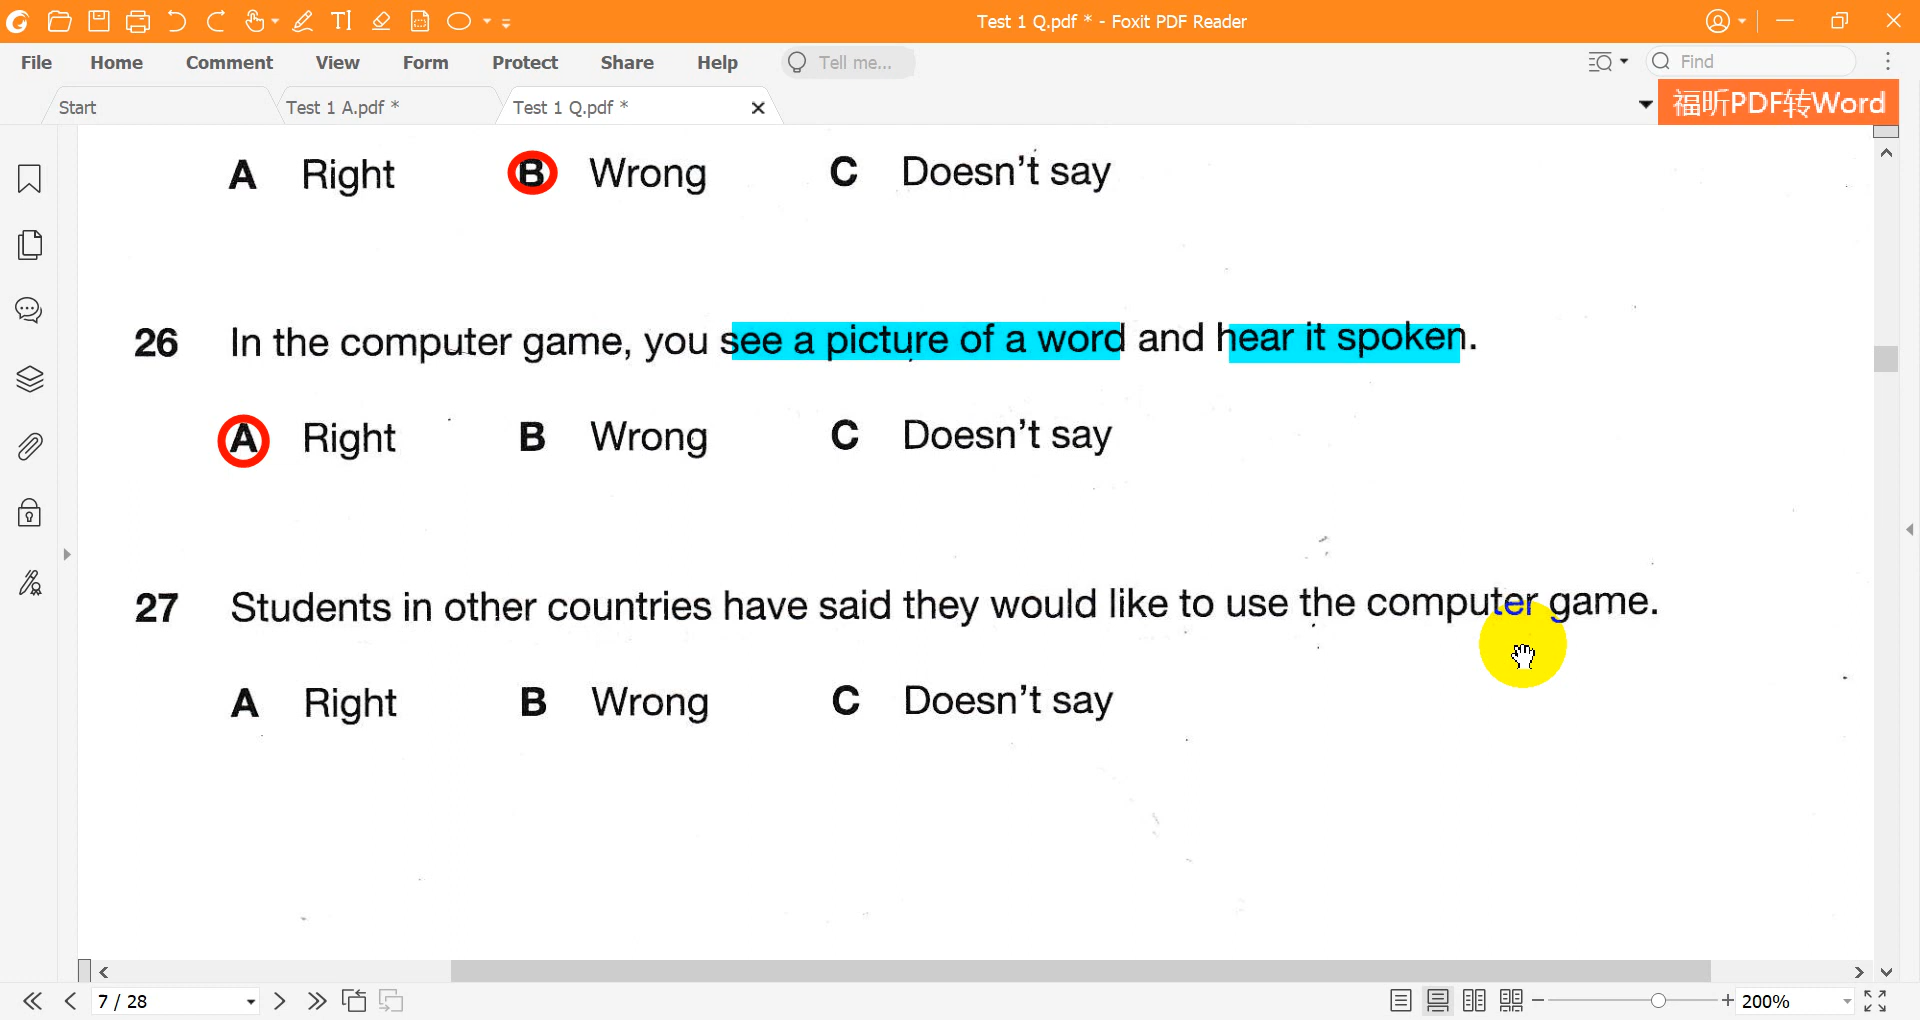 Test 1 Q.pdf * - Foxit PDF Reader
File Home Comment View Form Protect Share Help Tell me... Find
Start Test 1 A.pdf * Test 1 Q.pdf * 福昕PDF转Word
A Right B Wrong C Doesn't say
26 In the computer game, you see a picture of a word and hear it spoken.
A Right B Wrong C Doesn't say
27 Students in other countries have said they would like to use the computer game.
A Right B Wrong C Doesn't say
7 / 28 200%